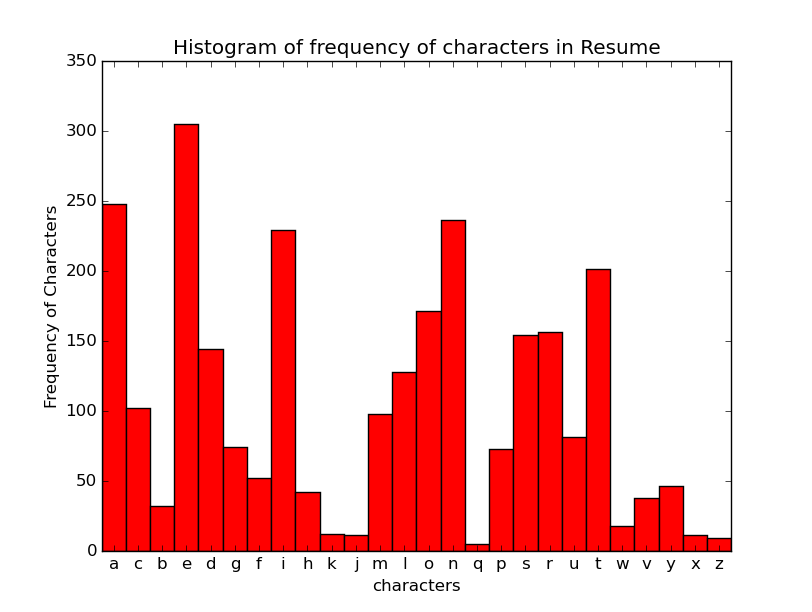 Histogram of frequency of characters in Resume
350
300
250
200
150
100
50
0
Frequency of Characters
a c b e d g f i h k j m l o n q p s r u t w v y x z
characters